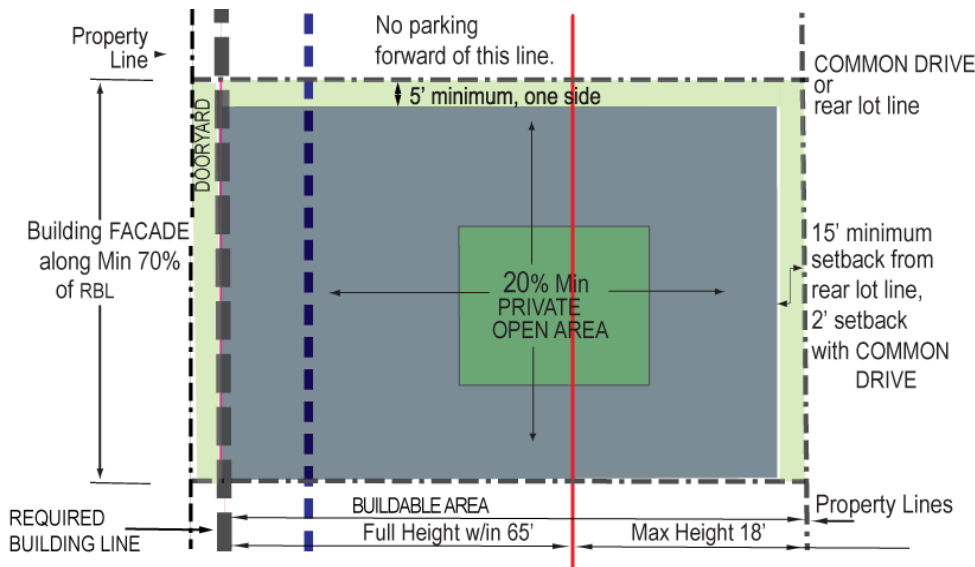 Property
Line
No parking
forward of this line.
COMMON DRIVE
or
rear lot line
5' minimum, one side
DOORYARD
Building FACADE
along Min 70%
of RBL
20% Min
PRIVATE
OPEN AREA
15' minimum
setback from
rear lot line,
2' setback
with COMMON
DRIVE
BUILDABLE AREA
Property Lines
REQUIRED
BUILDING LINE
Full Height w/in 65'
Max Height 18'